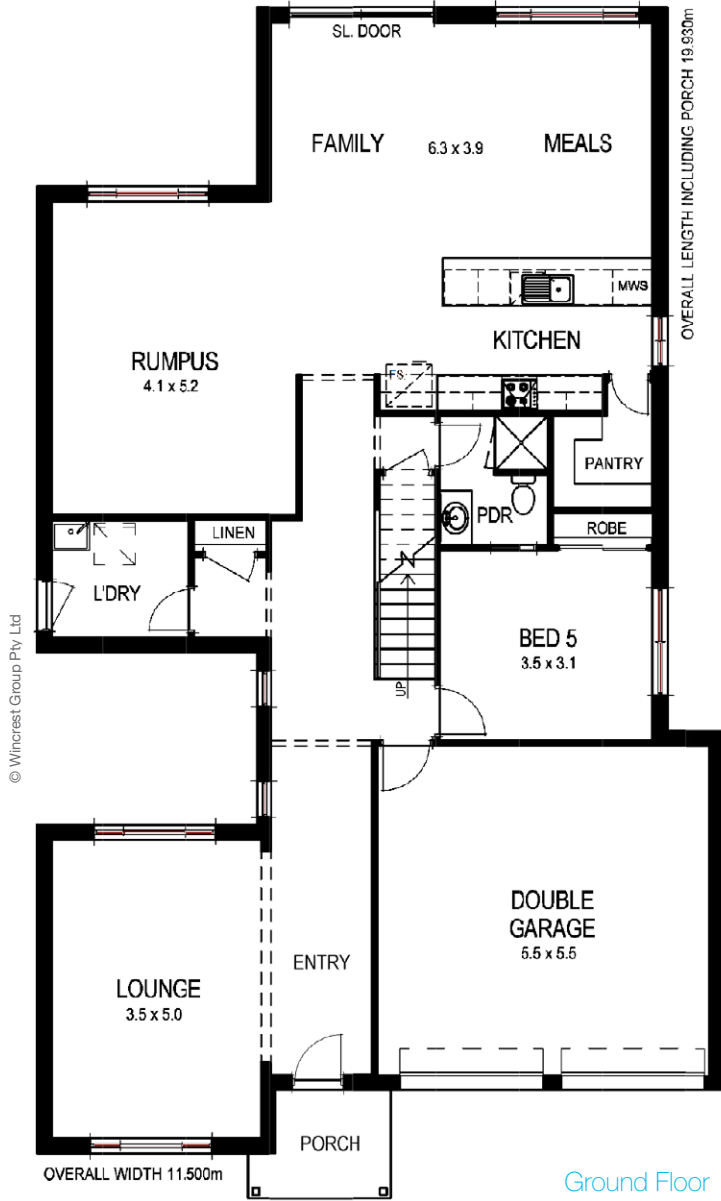 SL. DOOR
OVERALL LENGTH INCLUDING PORCH 19.930m
FAMILY
6.3 x 3.9
MEALS
MWS
KITCHEN
RUMPUS
4.1 x 5.2
FS
PANTRY
LINEN
PDR
ROBE
L'DRY
BED 5
3.5 x 3.1
UP
© Wincrest Group Pty Ltd
DOUBLE
GARAGE
5.5 x 5.5
ENTRY
LOUNGE
3.5 x 5.0
PORCH
OVERALL WIDTH 11.500m
Ground Floor